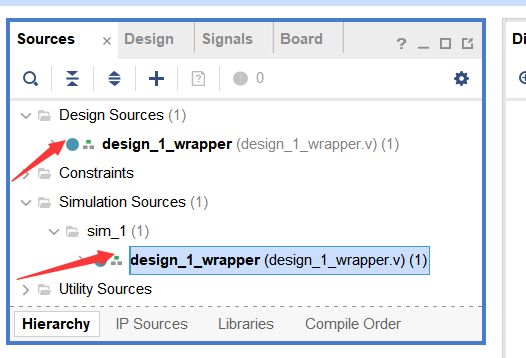 Sources × Design Signals Board ? _
0
Design Sources (1)
design_1_wrapper (design_1_wrapper.v) (1)
Constraints
Simulation Sources (1)
sim_1 (1)
design_1_wrapper (design_1_wrapper.v) (1)
Utility Sources
Hierarchy IP Sources Libraries Compile Order